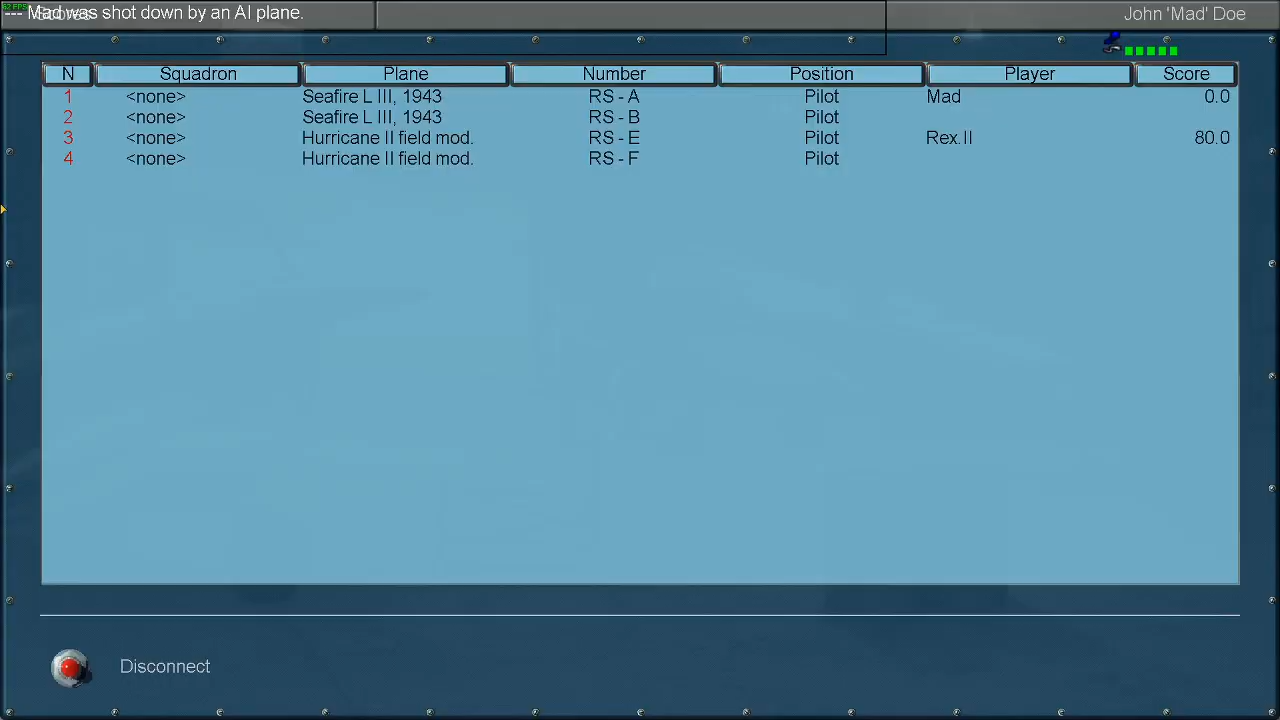 62 FPS
Mad was shot down by an AI plane.
John 'Mad' Doe
N Squadron Plane Number Position Player Score
1 <none> Seafire L III, 1943 RS - A Pilot Mad 0.0
2 <none> Seafire L III, 1943 RS - B Pilot
3 <none> Hurricane II field mod. RS - E Pilot Rex.II 80.0
4 <none> Hurricane II field mod. RS - F Pilot
Disconnect